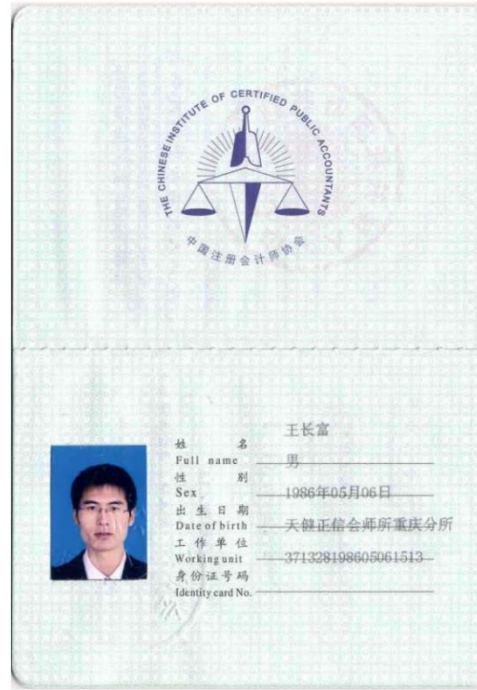 THE CHINESE INSTITUTE OF CERTIFIED PUBLIC ACCOUNTANTS
中国注册会计师协会
姓 名
王长富
Full name
男
性 别
Sex
1986年05月06日
出生日期
Date of birth
天健正信会师所重庆分所
工作单位
Working unit
371328198605061513
身份证号码
Identity card No.